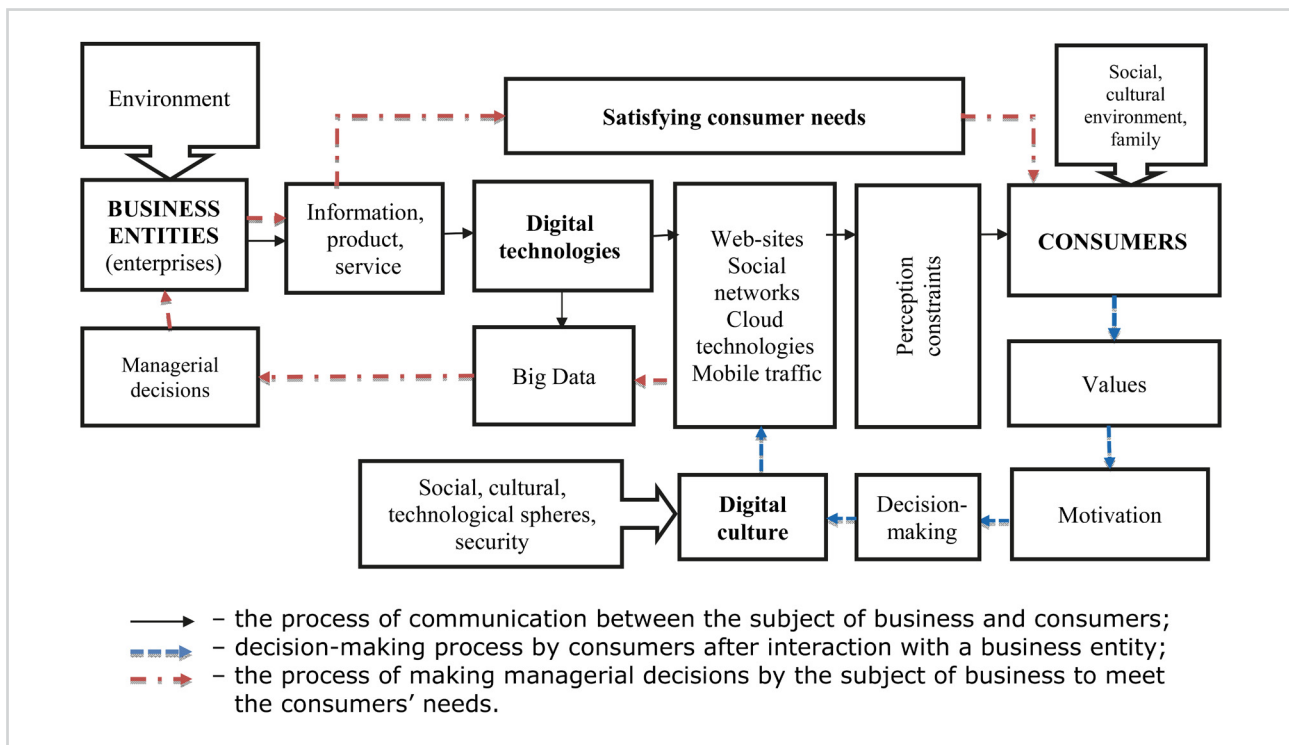 Environment
Satisfying consumer needs
Social,
cultural
environment,
family
BUSINESS
ENTITIES
(enterprises)
Information,
product,
service
Digital
technologies
Web-sites
Social
networks
Cloud
technologies
Mobile traffic
Perception
constraints
CONSUMERS
Managerial
decisions
Big Data
Values
Social, cultural,
technological spheres,
security
Digital
culture
Decision-
making
Motivation
– the process of communication between the subject of business and consumers;
– decision-making process by consumers after interaction with a business entity;
– the process of making managerial decisions by the subject of business to meet
the consumers’ needs.